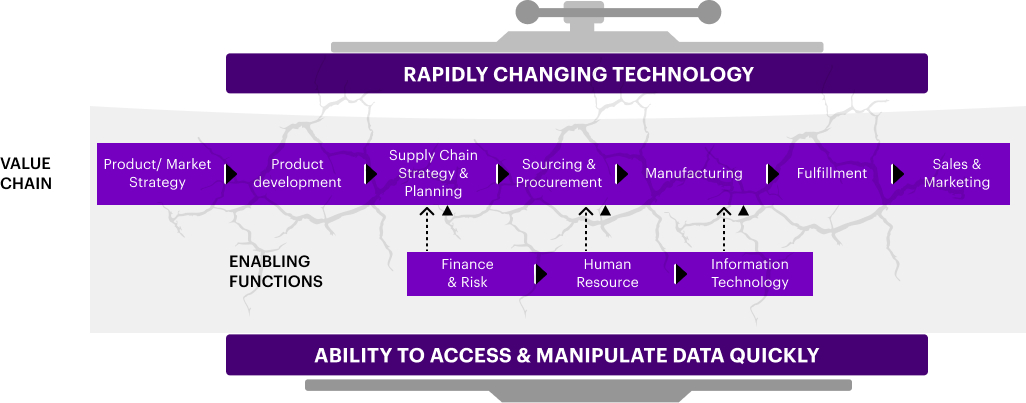 RAPIDLY CHANGING TECHNOLOGY
VALUE
CHAIN
Product/ Market
Strategy
Product
development
Supply Chain
Strategy &
Planning
Sourcing &
Procurement
Manufacturing
Fulfillment
Sales &
Marketing
ENABLING
FUNCTIONS
Finance
& Risk
Human
Resource
Information
Technology
ABILITY TO ACCESS & MANIPULATE DATA QUICKLY